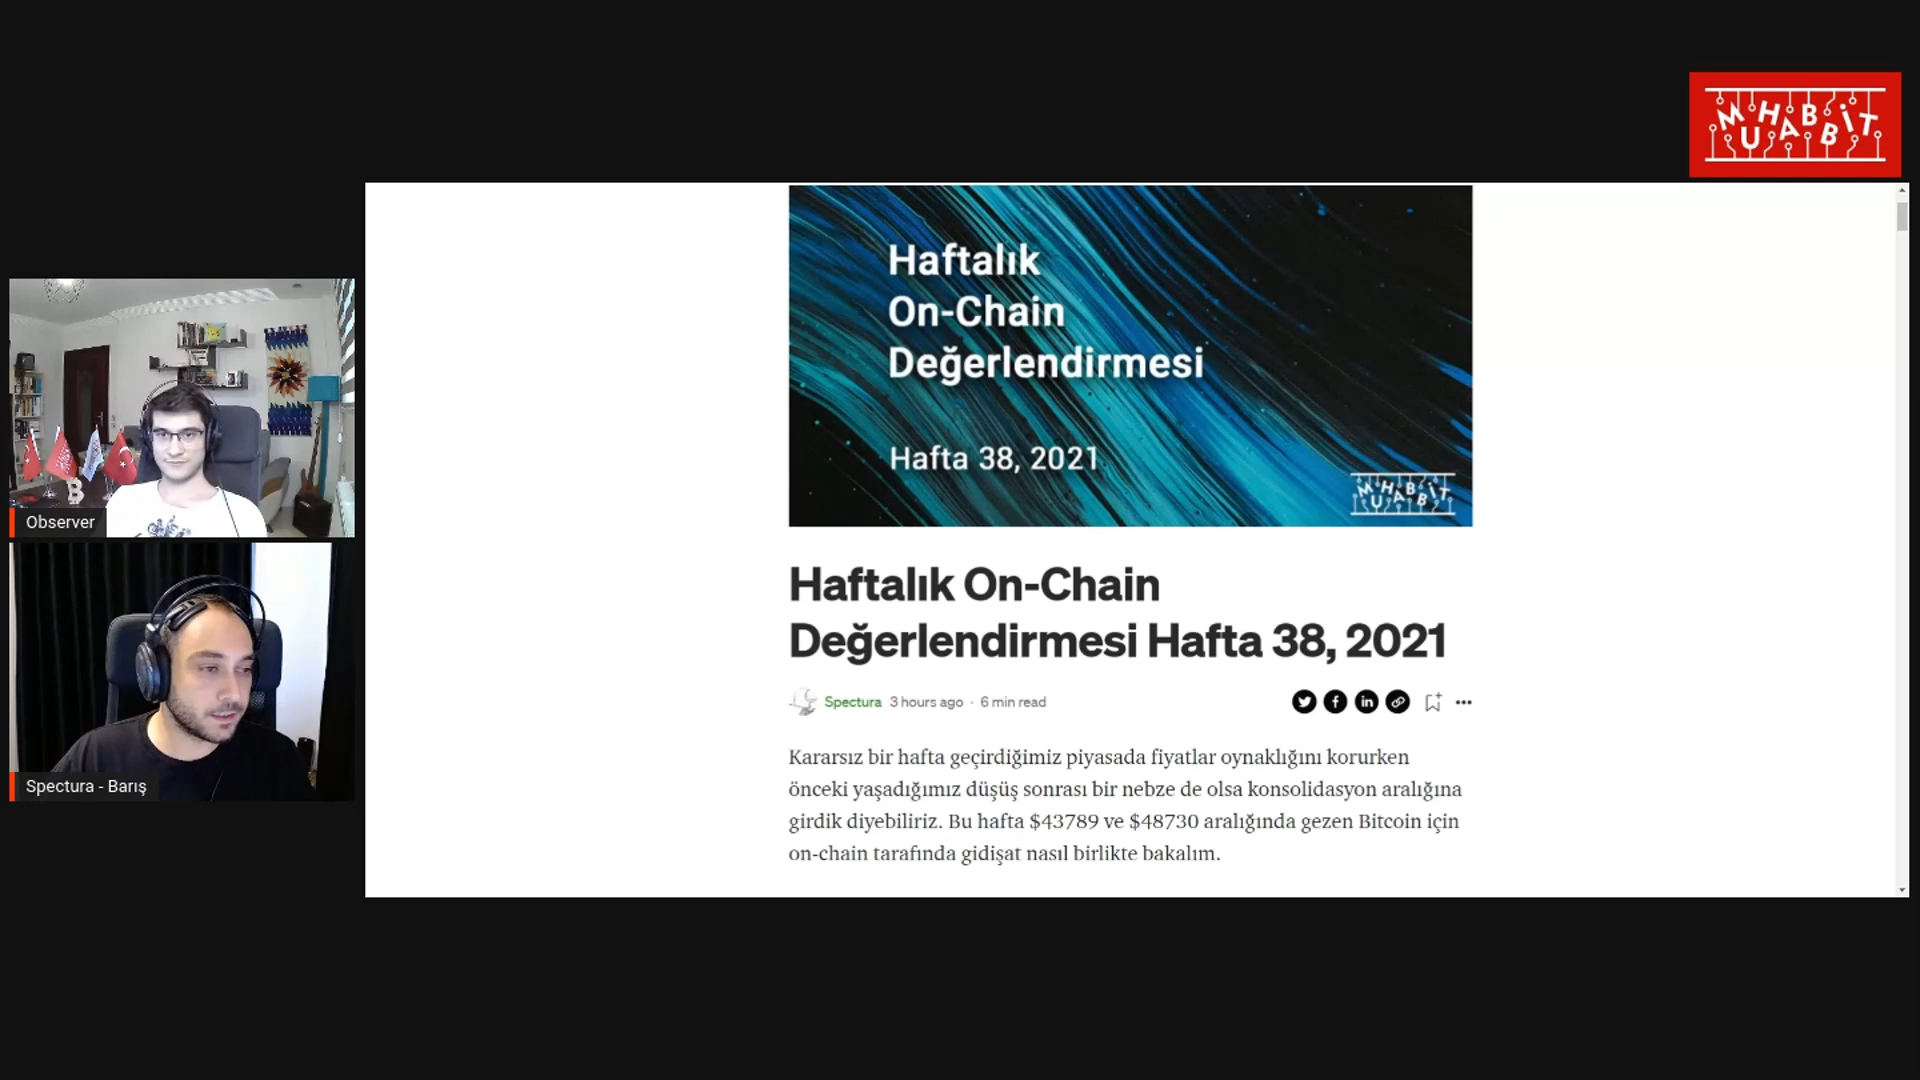 MUHABBİT
Observer
Spectura - Barış
Haftalık
On-Chain
Değerlendirmesi
Hafta 38, 2021
MUHABBİT
Haftalık On-Chain
Değerlendirmesi Hafta 38, 2021
Spectura 3 hours ago · 6 min read
Kararsız bir hafta geçirdiğimiz piyasada fiyatlar oynaklığını korurken
önceki yaşadığımız düşüş sonrası bir nebze de olsa konsolidasyon aralığına
girdik diyebiliriz. Bu hafta $43789 ve $48730 aralığında gezen Bitcoin için
on-chain tarafında gidişat nasıl birlikte bakalım.